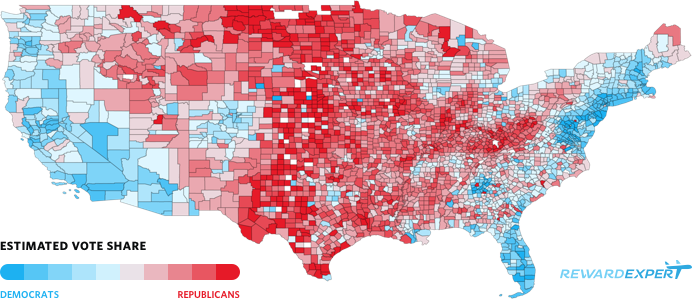 ESTIMATED VOTE SHARE
DEMOCRATS REPUBLICANS
REWARDEXPERT